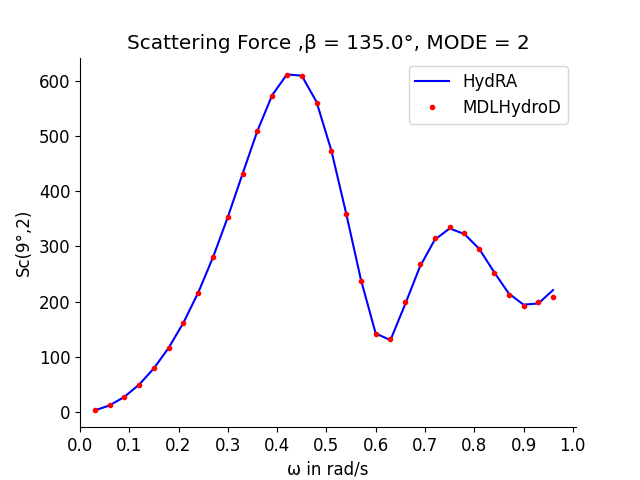 Scattering Force ,β = 135.0°, MODE = 2
HydRA
MDLHydroD
Sc(9°,2)
600
500
400
300
200
100
0
0.0 0.1 0.2 0.3 0.4 0.5 0.6 0.7 0.8 0.9 1.0
ω in rad/s